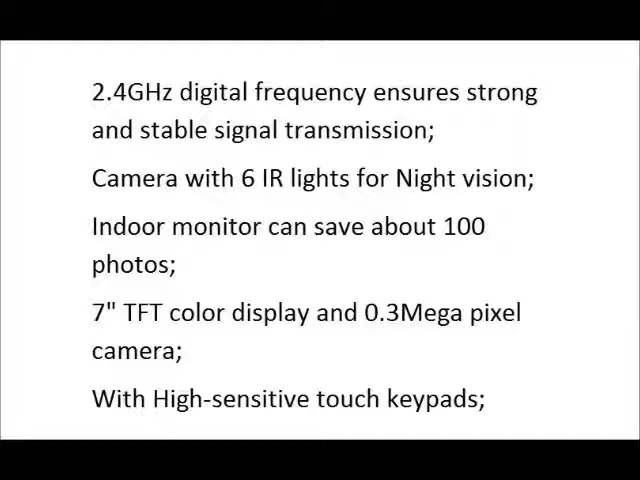 2.4GHz digital frequency ensures strong
and stable signal transmission;
Camera with 6 IR lights for Night vision;
Indoor monitor can save about 100
photos;
7" TFT color display and 0.3Mega pixel
camera;
With High-sensitive touch keypads;